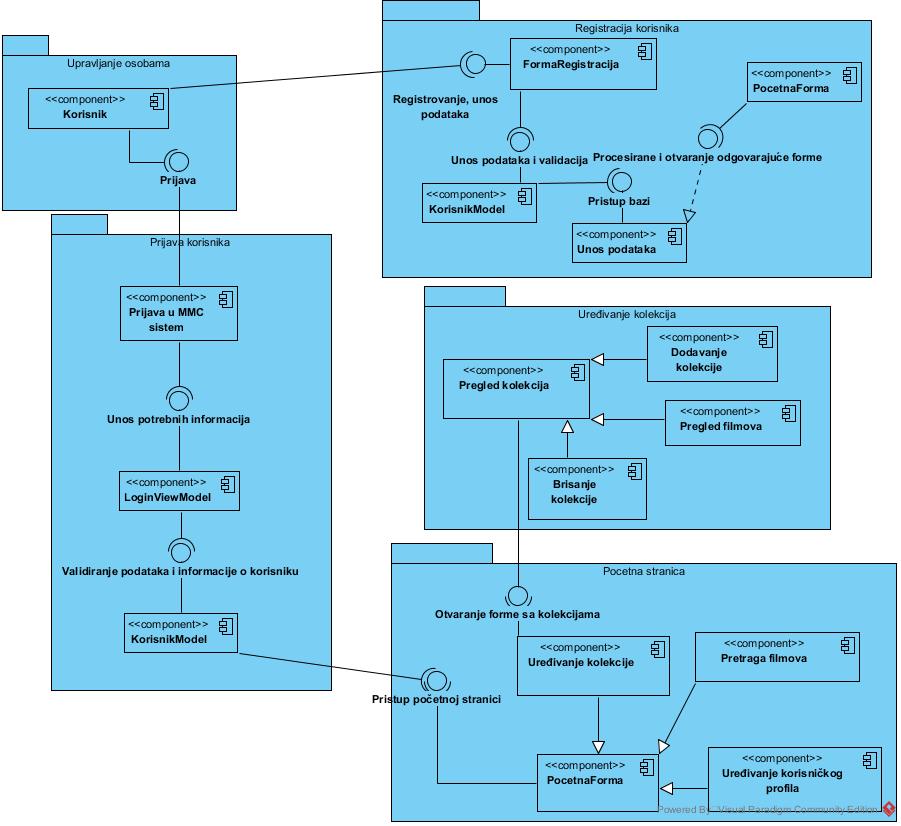 Upravljanje osobama
<<component>>
Korisnik
Prijava
Registracija korisnika
<<component>>
FormaRegistracija
<<component>>
PocetnaForma
Registrovanje, unos
podataka
Unos podataka i validacija
Procesirane i otvaranje odgovarajuće forme
<<component>>
KorisnikModel
Pristup bazi
<<component>>
Unos podataka
Prijava korisnika
<<component>>
Prijava u MMC
sistem
Unos potrebnih informacija
<<component>>
LoginViewModel
Validiranje podataka i informacije o korisniku
<<component>>
KorisnikModel
Uređivanje kolekcija
<<component>>
Dodavanje
kolekcije
<<component>>
Pregled kolekcija
<<component>>
Pregled filmova
<<component>>
Brisanje
kolekcije
Pocetna stranica
Otvaranje forme sa kolekcijama
<<component>>
Uređivanje kolekcije
<<component>>
Pretraga filmova
Pristup početnoj stranici
<<component>>
PocetnaForma
<<component>>
Uređivanje korisničkog
profila
Powered By Visual Paradigm Community Edition